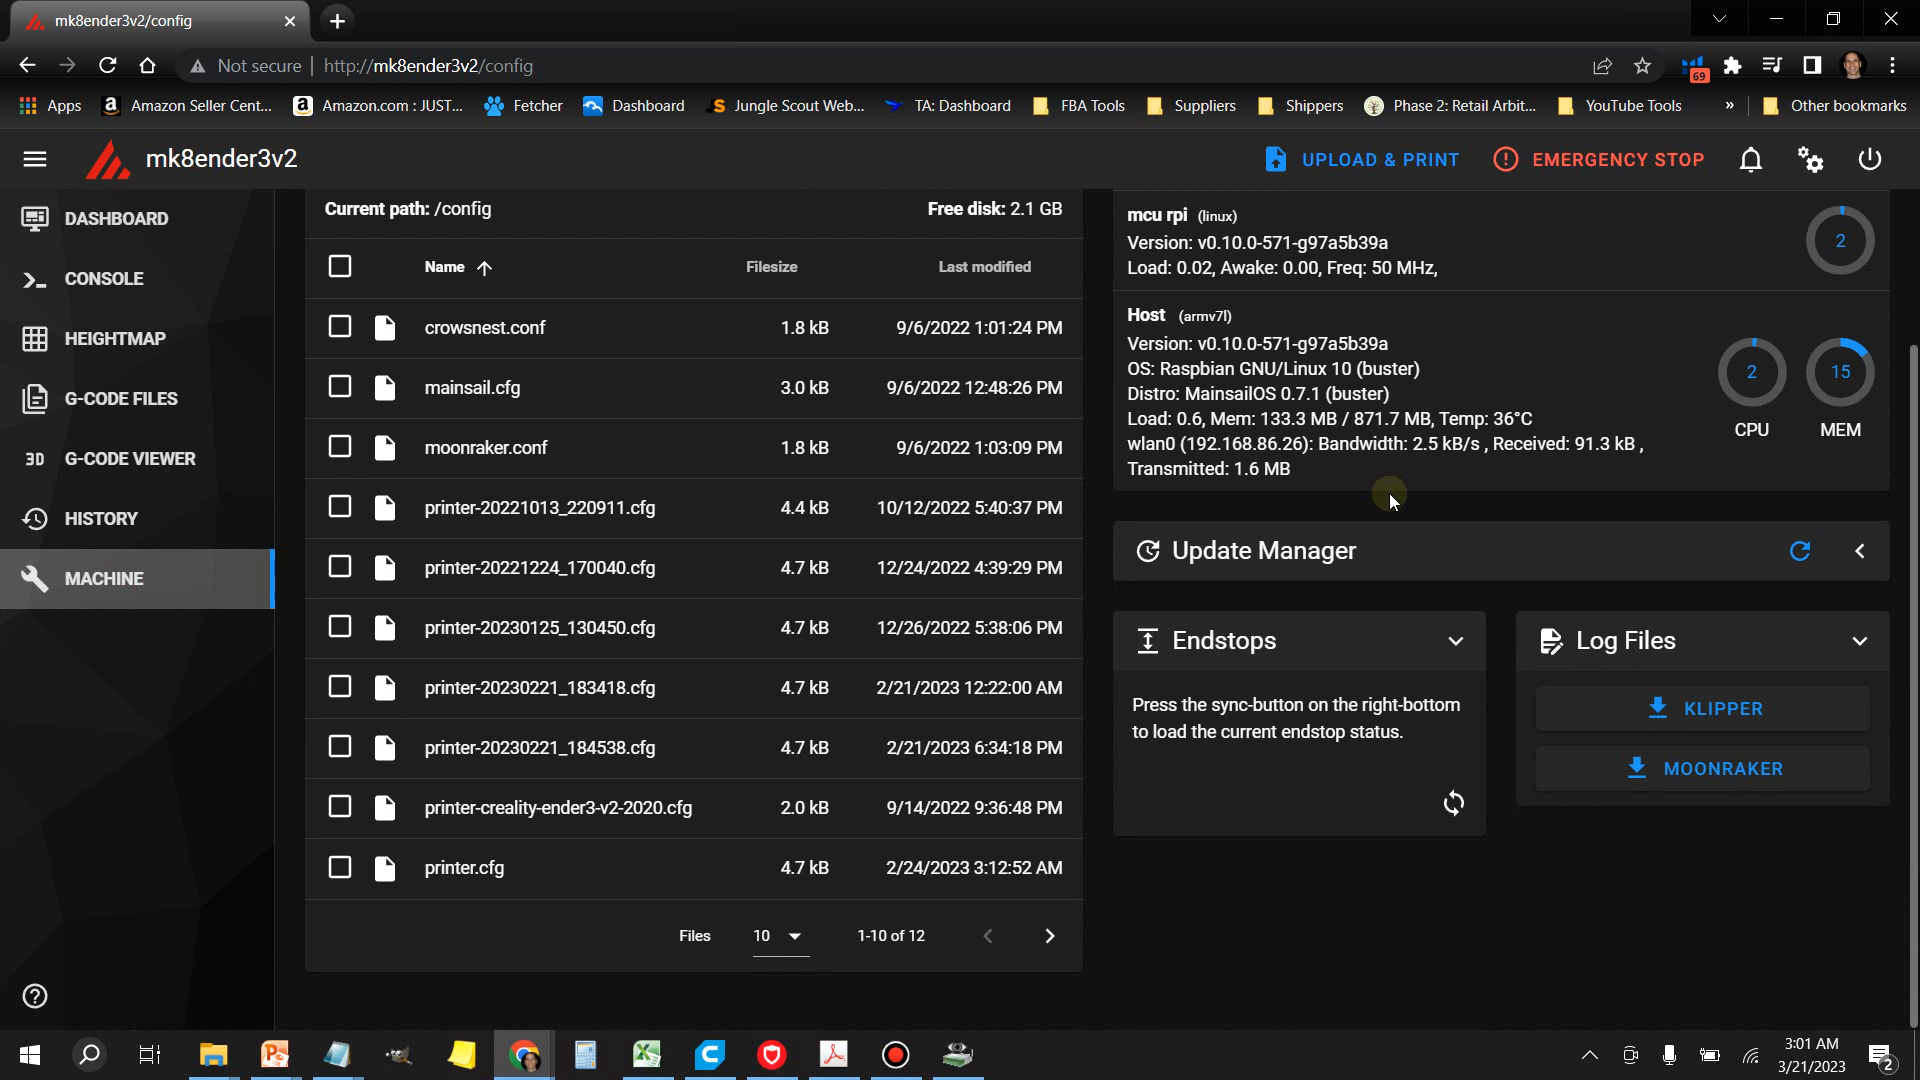 mk8ender3v2/config
Not secure | http://mk8ender3v2/config
69
Apps
Amazon Seller Cent...
Amazon.com : JUST...
Fetcher
Dashboard
Jungle Scout Web...
TA: Dashboard
FBA Tools
Suppliers
Shippers
Phase 2: Retail Arbit...
YouTube Tools
»
Other bookmarks
mk8ender3v2
UPLOAD & PRINT
EMERGENCY STOP
DASHBOARD
CONSOLE
HEIGHTMAP
G-CODE FILES
3D G-CODE VIEWER
HISTORY
MACHINE
Current path: /config
Free disk: 2.1 GB
Name Filesize Last modified
crowsnest.conf 1.8 kB 9/6/2022 1:01:24 PM
mainsail.cfg 3.0 kB 9/6/2022 12:48:26 PM
moonraker.conf 1.8 kB 9/6/2022 1:03:09 PM
printer-20221013_220911.cfg 4.4 kB 10/12/2022 5:40:37 PM
printer-20221224_170040.cfg 4.7 kB 12/24/2022 4:39:29 PM
printer-20230125_130450.cfg 4.7 kB 12/26/2022 5:38:06 PM
printer-20230221_183418.cfg 4.7 kB 2/21/2023 12:22:00 AM
printer-20230221_184538.cfg 4.7 kB 2/21/2023 6:34:18 PM
printer-creality-ender3-v2-2020.cfg 2.0 kB 9/14/2022 9:36:48 PM
printer.cfg 4.7 kB 2/24/2023 3:12:52 AM
Files 10 1-10 of 12
mcu rpi (linux)
Version: v0.10.0-571-g97a5b39a
Load: 0.02, Awake: 0.00, Freq: 50 MHz,
2
Host (armv7l)
Version: v0.10.0-571-g97a5b39a
OS: Raspbian GNU/Linux 10 (buster)
Distro: MainsailOS 0.7.1 (buster)
Load: 0.6, Mem: 133.3 MB / 871.7 MB, Temp: 36°C
wlan0 (192.168.86.26): Bandwidth: 2.5 kB/s , Received: 91.3 kB ,
Transmitted: 1.6 MB
2 15
CPU MEM
Update Manager
Endstops
Press the sync-button on the right-bottom
to load the current endstop status.
Log Files
KLIPPER
MOONRAKER
3:01 AM
3/21/2023
2